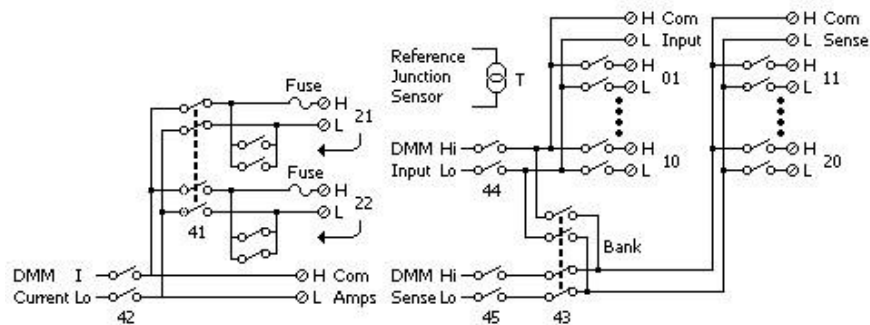 H Com
L Input
H 01
L
H 10
L
H Com
L Sense
H 11
L
H 20
L
Reference
Junction
Sensor
T
Fuse
H 21
L
Fuse
H 22
L
41
DMM Hi
Input Lo
44
Bank
DMM I
Current Lo
42
H Com
L Amps
DMM Hi
Sense Lo
45
43